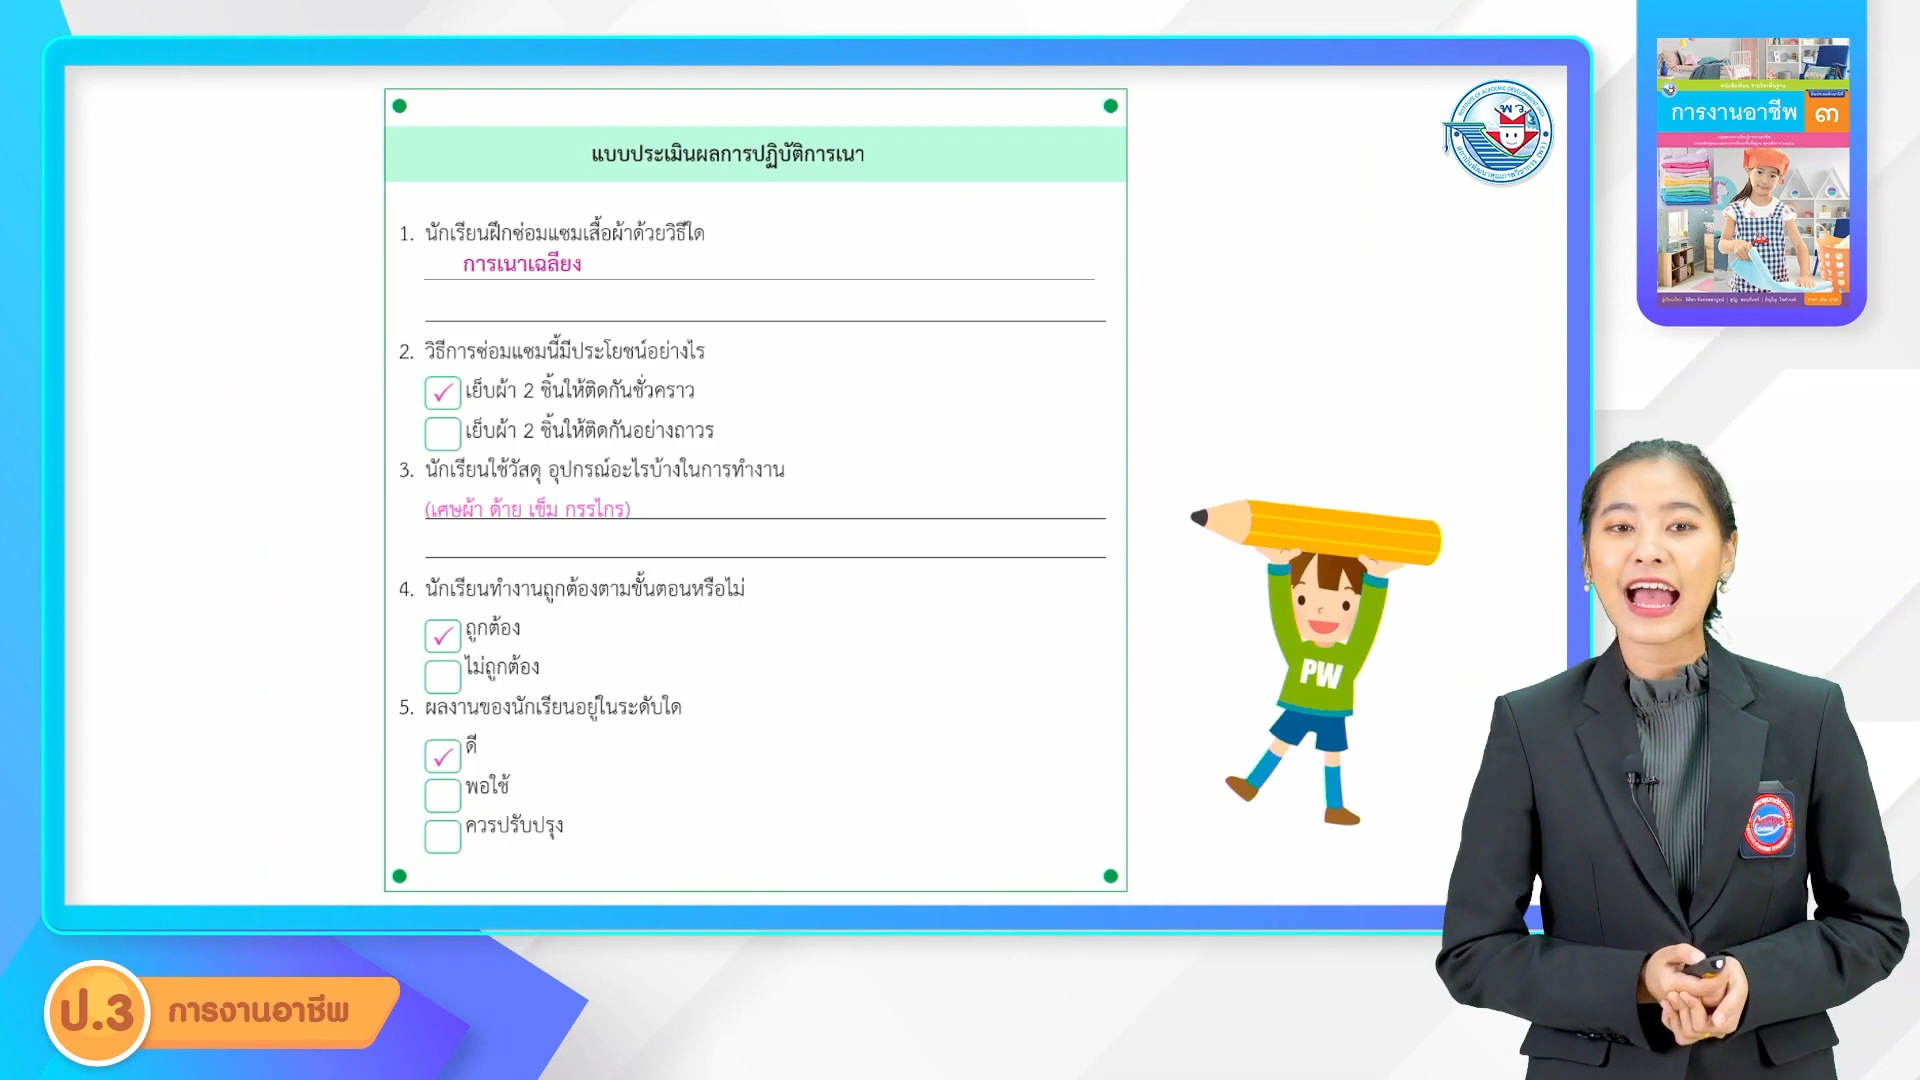 แบบประเมินผลการปฏิบัติการเนา
1. นักเรียนฝึกซ่อมแซมเสื้อผ้าด้วยวิธีใด
การเนาเฉลียง
2. วิธีการซ่อมแซมนี้มีประโยชน์อย่างไร
เย็บผ้า 2 ชิ้นให้ติดกันชั่วคราว
เย็บผ้า 2 ชิ้นให้ติดกันอย่างถาวร
3. นักเรียนใช้วัสดุ อุปกรณ์อะไรบ้างในการทำงาน
(เศษผ้า ด้าย เข็ม กรรไกร)
4. นักเรียนทำงานถูกต้องตามขั้นตอนหรือไม่
ถูกต้อง
ไม่ถูกต้อง
5. ผลงานของนักเรียนอยู่ในระดับใด
ดี
พอใช้
ควรปรับปรุง
PW
พว
การงานอาชีพ ๓
ป.3 การงานอาชีพ